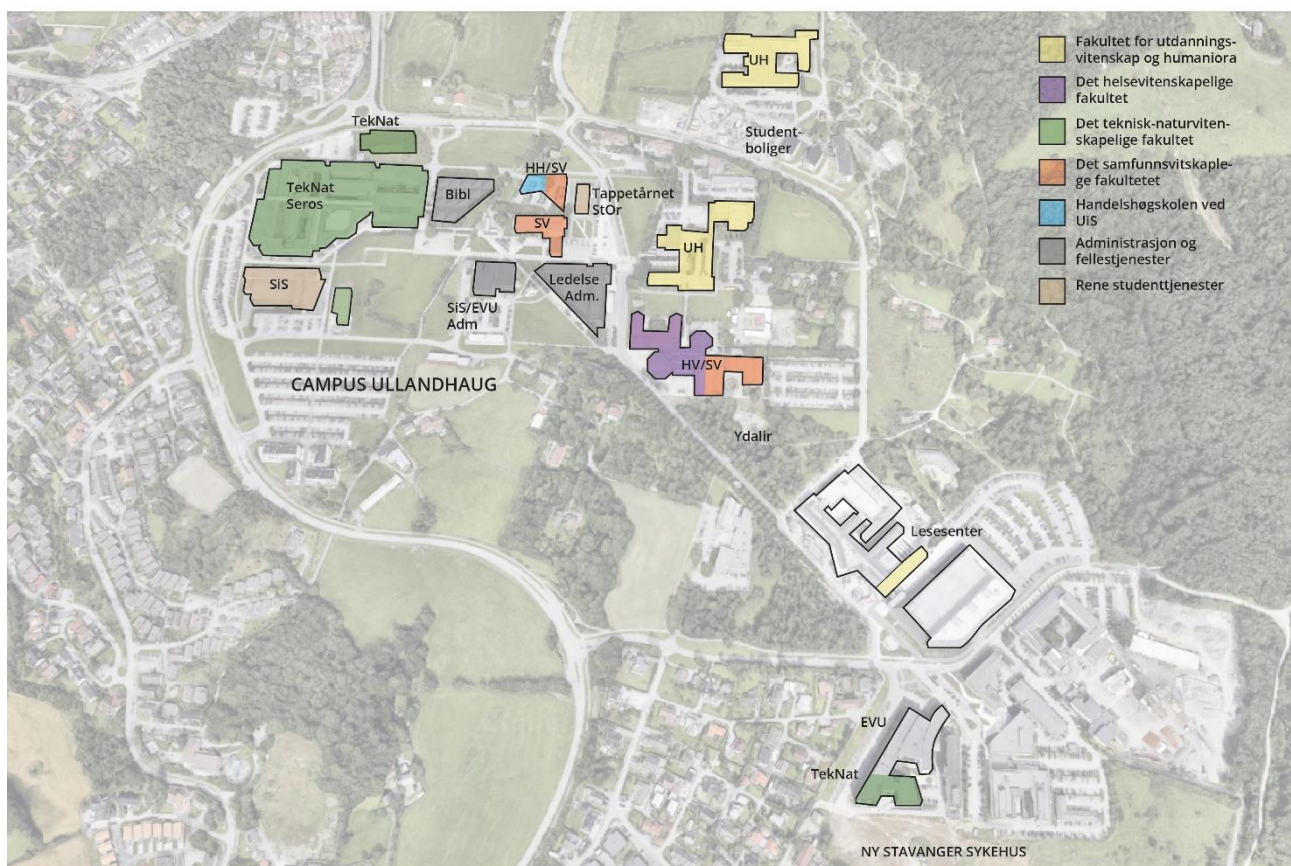 UH
Student-
boliger
TekNat
TekNat
Seros
Bibl
HH/SV
Tappetårnet
StOr
SV
UH
SiS
SiS/EVU
Adm
Ledelse
Adm.
HV/SV
CAMPUS ULLANDHAUG
Ydalir
Lesesenter
EVU
TekNat
NY STAVANGER SYKEHUS
Fakultet for utdannings-
vitenskap og humaniora
Det helsevitenskapelige
fakultet
Det teknisk-naturviten-
skapelige fakultet
Det samfunnsvitskaple-
ge fakultetet
Handelshøgskolen ved
UiS
Administrasjon og
fellestjenester
Rene studenttjenester